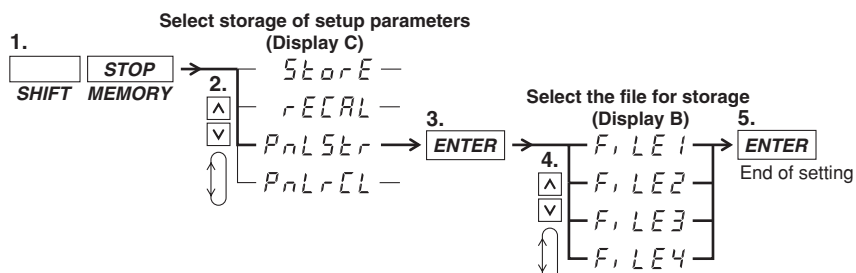 Select storage of setup parameters
(Display C)
1.
STOP
SHIFT MEMORY
2.
StorE
rECAL
PnLStr
PnLrCL
3.
ENTER
Select the file for storage
(Display B)
4.
FiLE1
FiLE2
FiLE3
FiLE4
5.
ENTER
End of setting